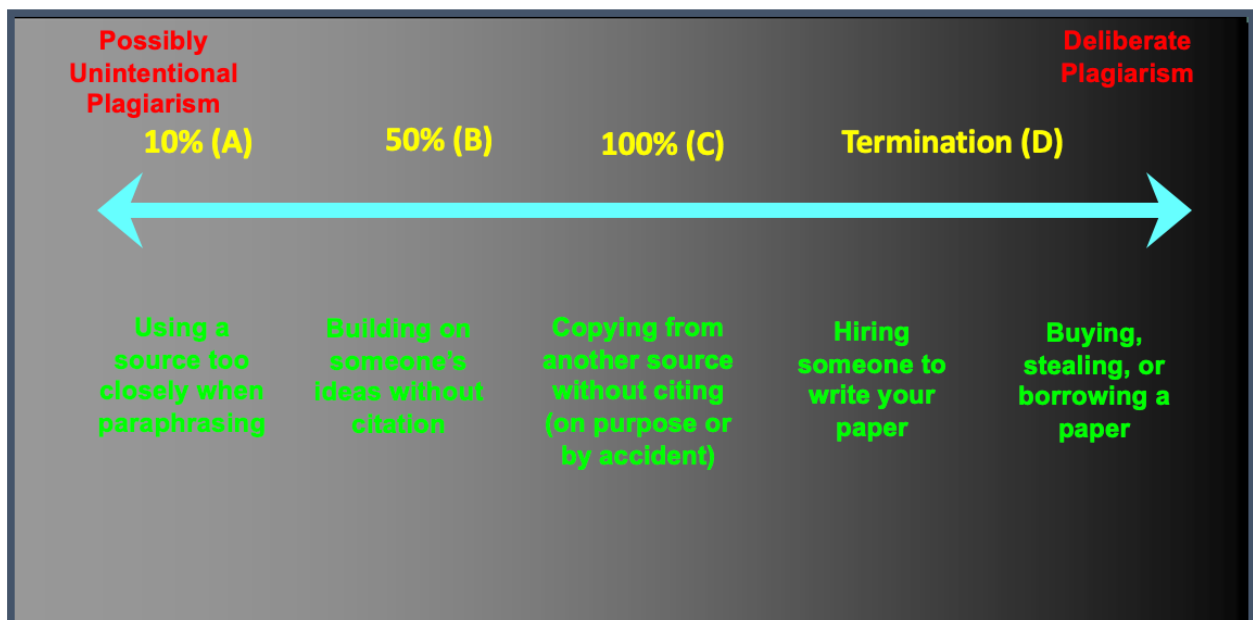 Possibly
Unintentional
Plagiarism
Deliberate
Plagiarism
10% (A)
50% (B)
100% (C)
Termination (D)
Using a
source too
closely when
paraphrasing
Building on
someone's
ideas without
citation
Copying from
another source
without citing
(on purpose or
by accident)
Hiring
someone to
write your
paper
Buying,
stealing, or
borrowing a
paper